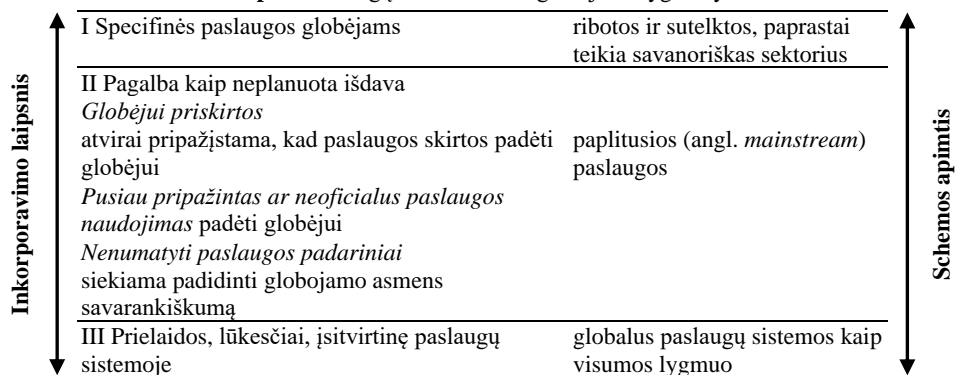 I Specifinės paslaugos globėjams
ribotos ir sutelktos, paprastai
teikia savanoriškas sektorius
II Pagalba kaip neplanuota išdava
Globėjui priskirtos
atvirai pripažįstama, kad paslaugos skirtos padėti
globėjui
paplitusios (angl. mainstream)
paslaugos
Pusiau pripažintas ar neoficialus paslaugos
naudojimas padėti globėjui
Nenumatyti paslaugos padariniai
siekiama padidinti globojamo asmens
savarankiškumą
III Prielaidos, lūkesčiai, įsitvirtinę paslaugų
sistemoje
globalus paslaugų sistemos kaip
visumos lygmuo
Inkorporavimo laipsnis
Schemos apimtis